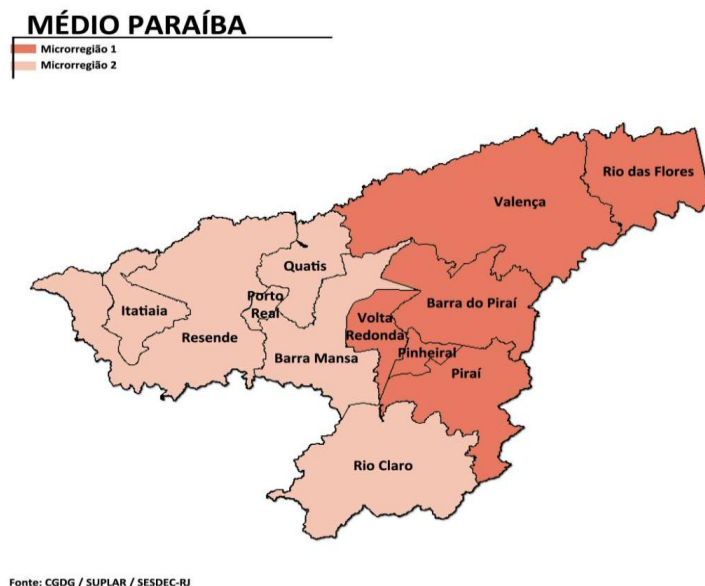 MÉDIO PARAÍBA
Microrregião 1
Microrregião 2
Rio das Flores
Valença
Quatis
Barra do Piraí
Itatiaia
Porto
Real
Volta
Redonda
Resende
Pinheiral
Barra Mansa
Piraí
Rio Claro
Fonte: CGDG / SUPLAR / SESDEC-RJ